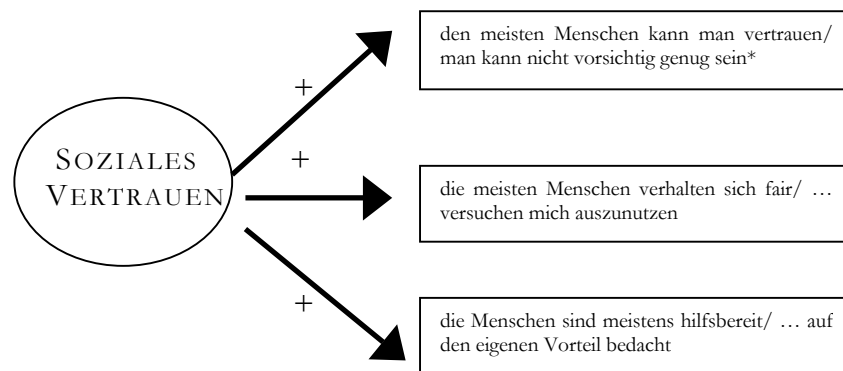 den meisten Menschen kann man vertrauen/
man kann nicht vorsichtig genug sein*
+
+
SOZIALES
VERTRAUEN
die meisten Menschen verhalten sich fair/ …
versuchen mich auszunutzen
+
die Menschen sind meistens hilfsbereit/ … auf
den eigenen Vorteil bedacht